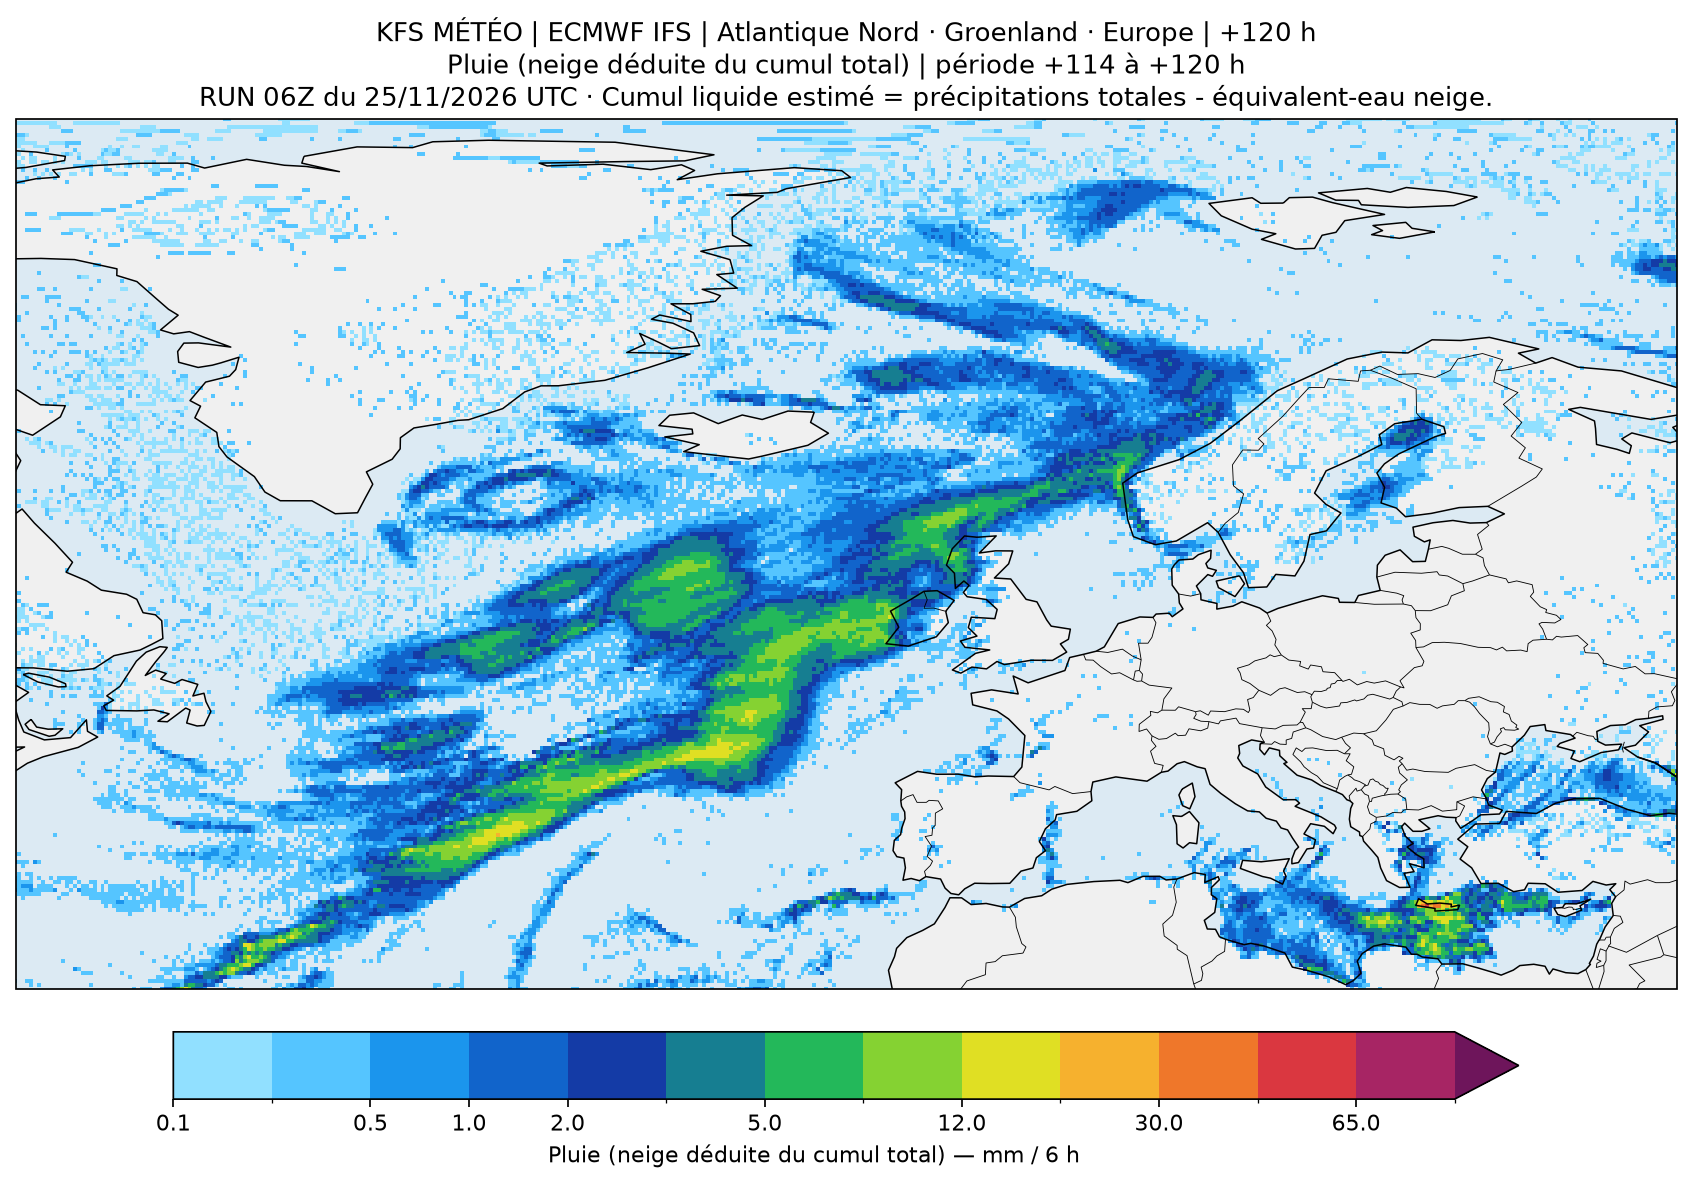 KFS MÉTÉO | ECMWF IFS | Atlantique Nord · Groenland · Europe | +120 h
Pluie (neige déduite du cumul total) | période +114 à +120 h
RUN 06Z du 25/11/2026 UTC · Cumul liquide estimé = précipitations totales - équivalent-eau neige.
0.1 0.5 1.0 2.0 5.0 12.0 30.0 65.0
Pluie (neige déduite du cumul total) — mm / 6 h